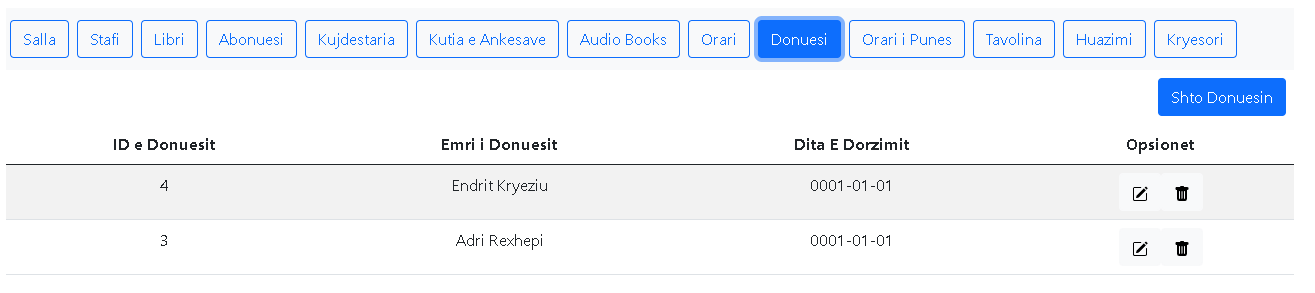 Salla Stafi Libri Abonuesi Kujdestaria Kutia e Ankesave Audio Books Orari Donuesi Orari i Punes Tavolina Huazimi Kryesori
Shto Donuesin
ID e Donuesit Emri i Donuesit Dita E Dorzimit Opsionet
4 Endrit Kryeziu 0001-01-01
3 Adri Rexhepi 0001-01-01